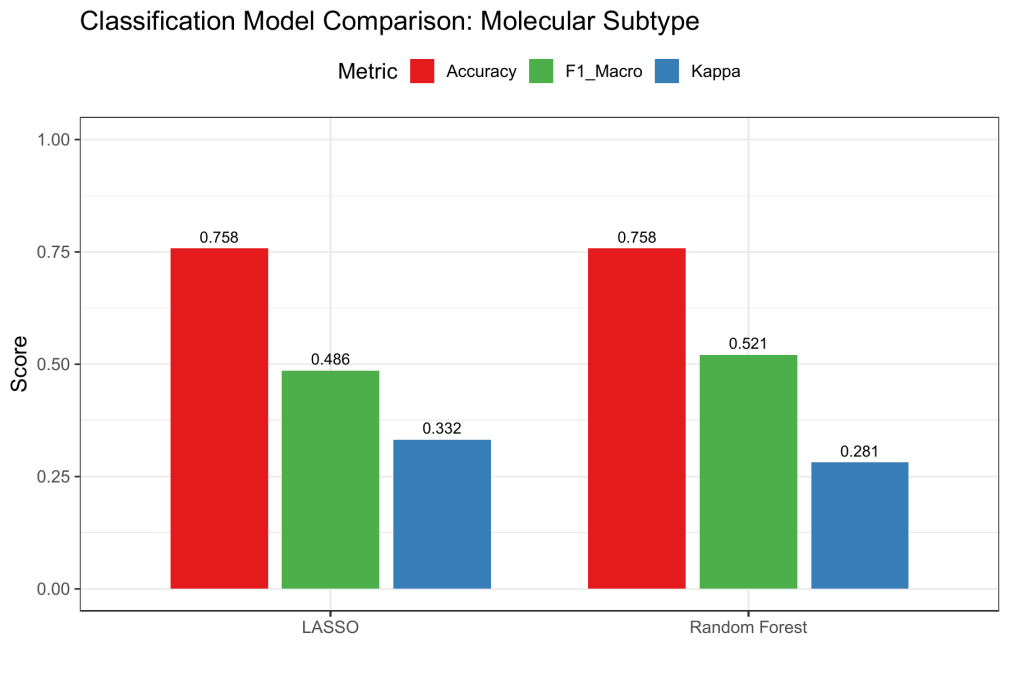 Classification Model Comparison: Molecular Subtype
Metric Accuracy F1_Macro Kappa
Score
1.00
0.75
0.50
0.25
0.00
0.758
0.486
0.332
0.758
0.521
0.281
LASSO
Random Forest